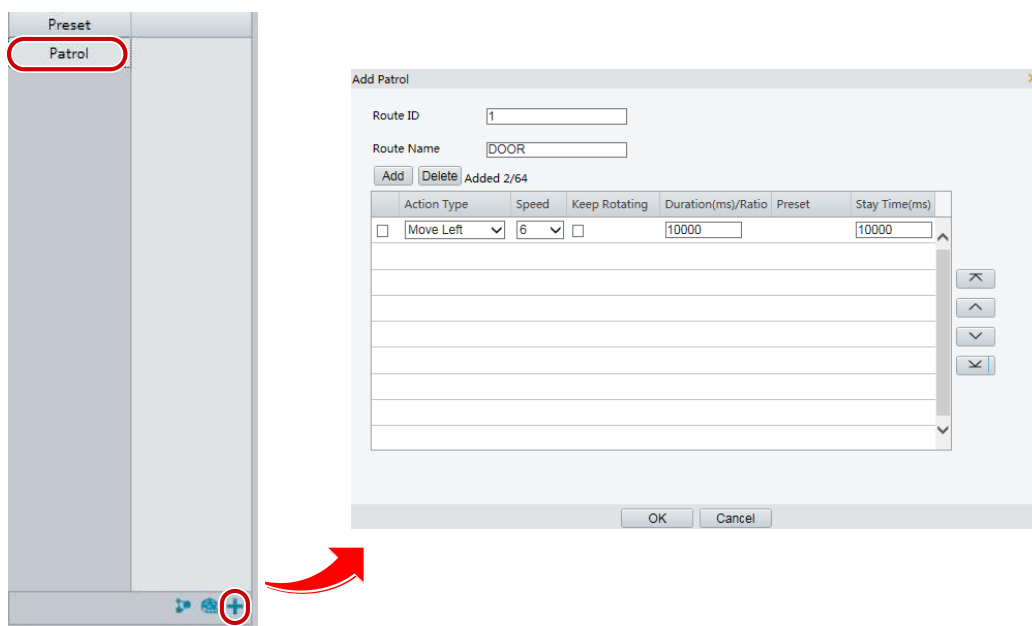 Preset
Patrol
Add Patrol
Route ID 1
Route Name DOOR
Add Delete Added 2/64
Action Type Speed Keep Rotating Duration(ms)/Ratio Preset Stay Time(ms)
Move Left 6 10000 10000
OK Cancel